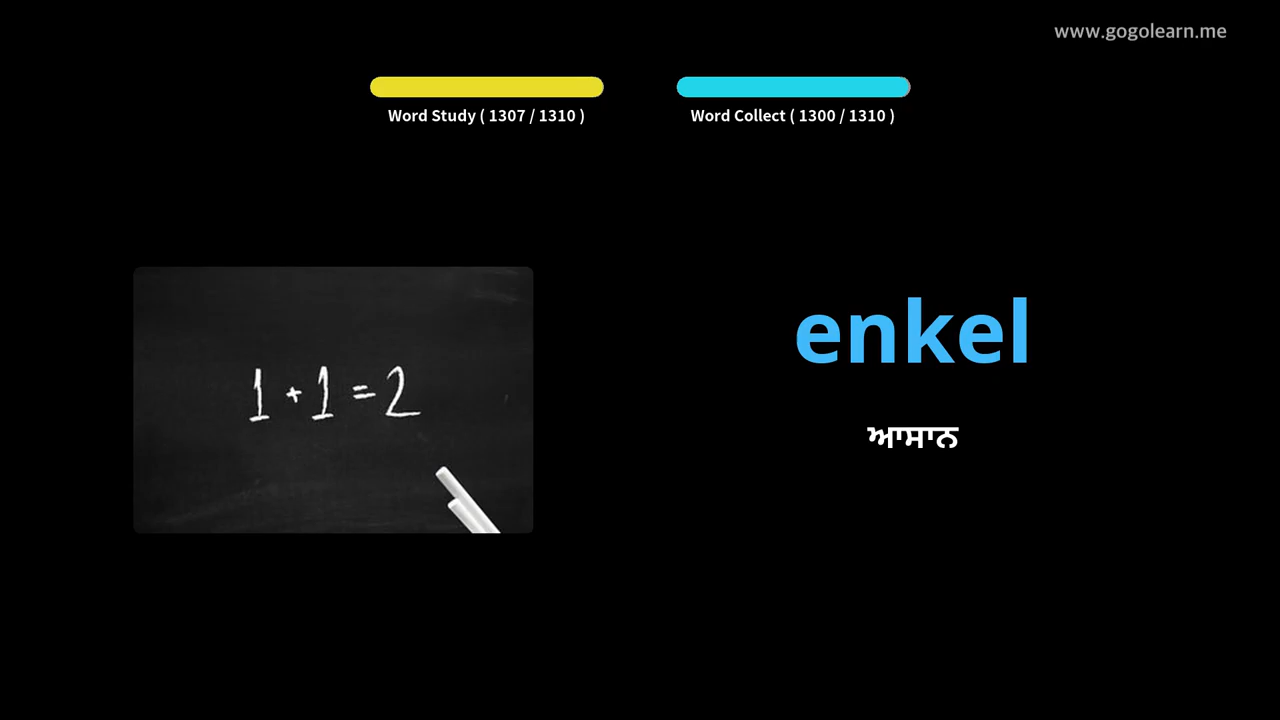 www.gogolearn.me
Word Study ( 1307 / 1310 )
Word Collect ( 1300 / 1310 )
1 + 1 = 2
enkel
ਆਸਾਨ